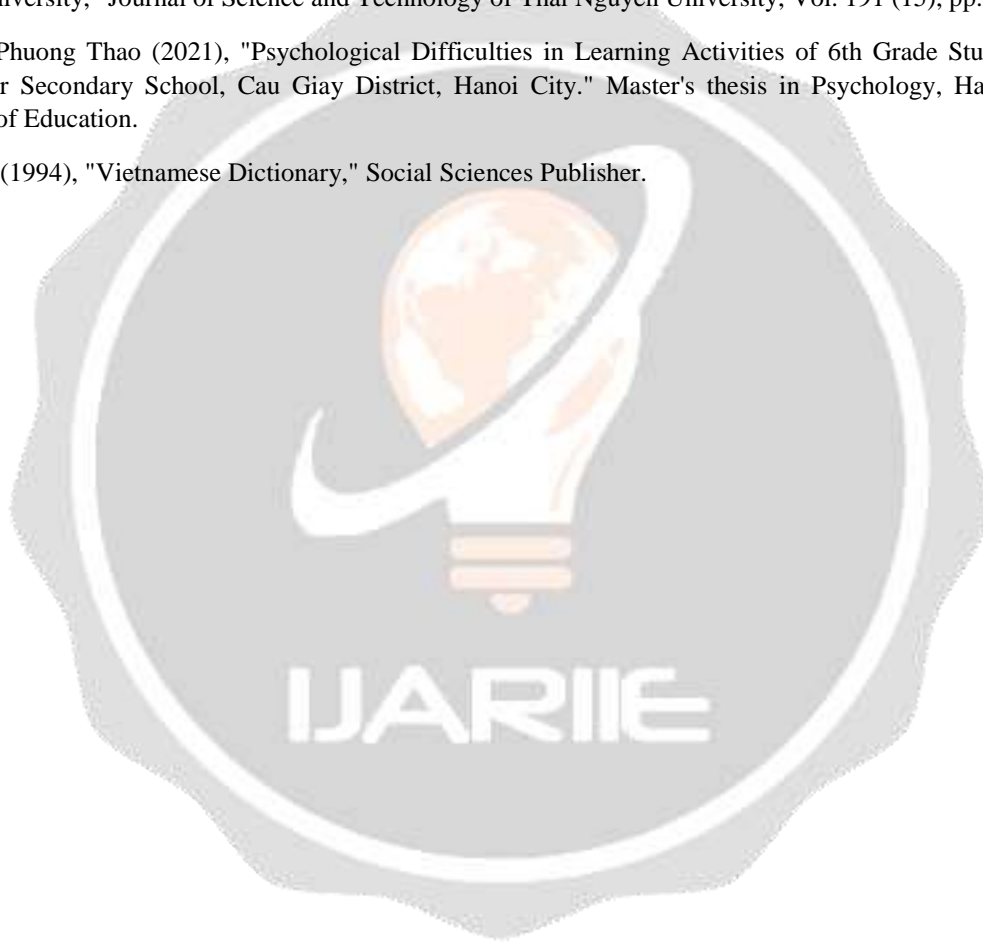 niversity," Journal of Science and Technology of Thai Nguyen University, Vol. 191 (15), pp.
Phuong Thao (2021), "Psychological Difficulties in Learning Activities of 6th Grade Stu
r Secondary School, Cau Giay District, Hanoi City." Master's thesis in Psychology, Ha
of Education.
(1994), "Vietnamese Dictionary," Social Sciences Publisher.
IJARIIE